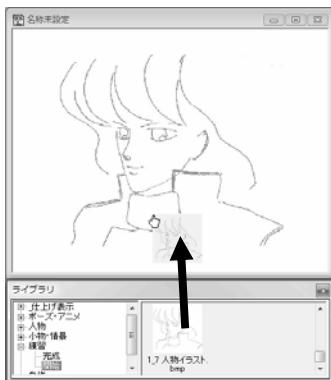 名称未設定
ライブラリ
仕上げ表示
ポーズ・アニメ
人物
小物・情景
練習
完成
1_7 人物イラスト.
bmp